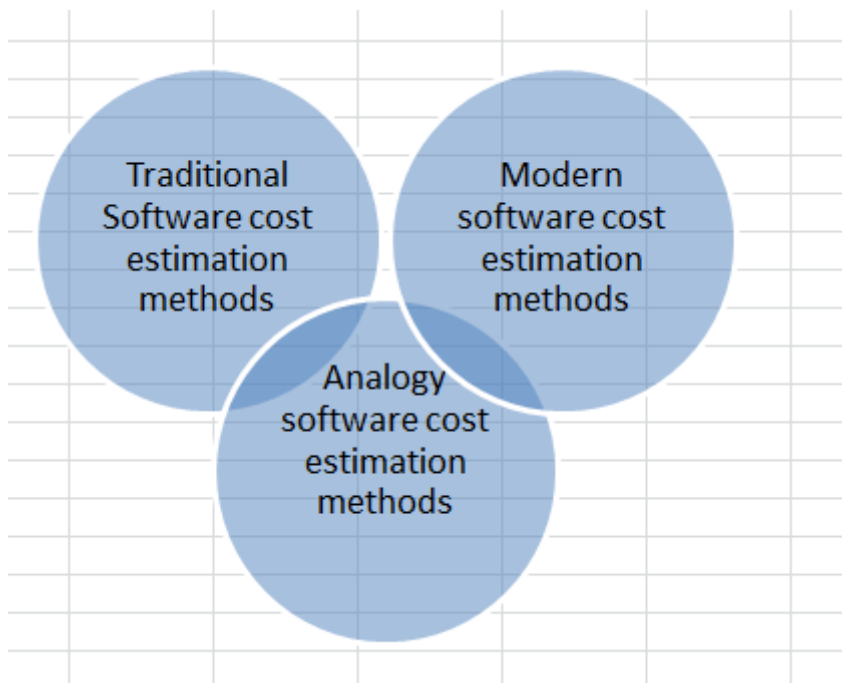 Traditional
Software cost
estimation
methods
Modern
software cost
estimation
methods
Analogy
software cost
estimation
methods